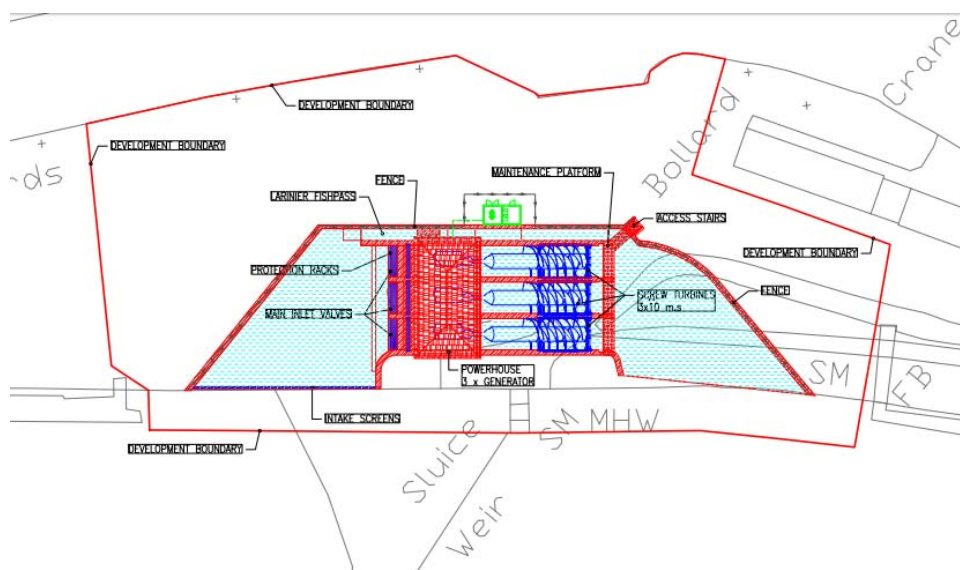 Crane
DEVELOPMENT BOUNDARY
Bollard
DEVELOPMENT BOUNDARY
rds
FENCE
MAINTENANCE PLATFORM
LARINIER FISHPASS
ACCESS STAIRS
DEVELOPMENT BOUNDARY
PROTECTION RACKS
FENCE
SCREW TURBINES
3x10 m.s
MAIN INLET VALVES
POWERHOUSE
3 x GENERATOR
SM
FB
INTAKE SCREENS
SM MHW
DEVELOPMENT BOUNDARY
Sluice
Weir